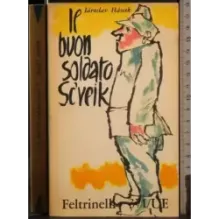 Jaroslav Hašek
Il
buon
soldato
Sc'veik
Feltrinelli UE